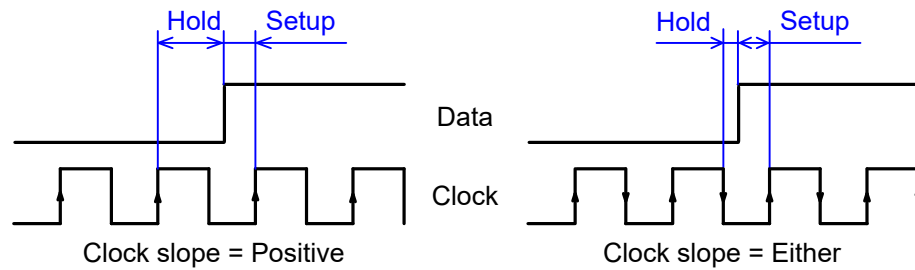 Hold Setup
Hold Setup
Data
Clock
Clock slope = Positive
Clock slope = Either